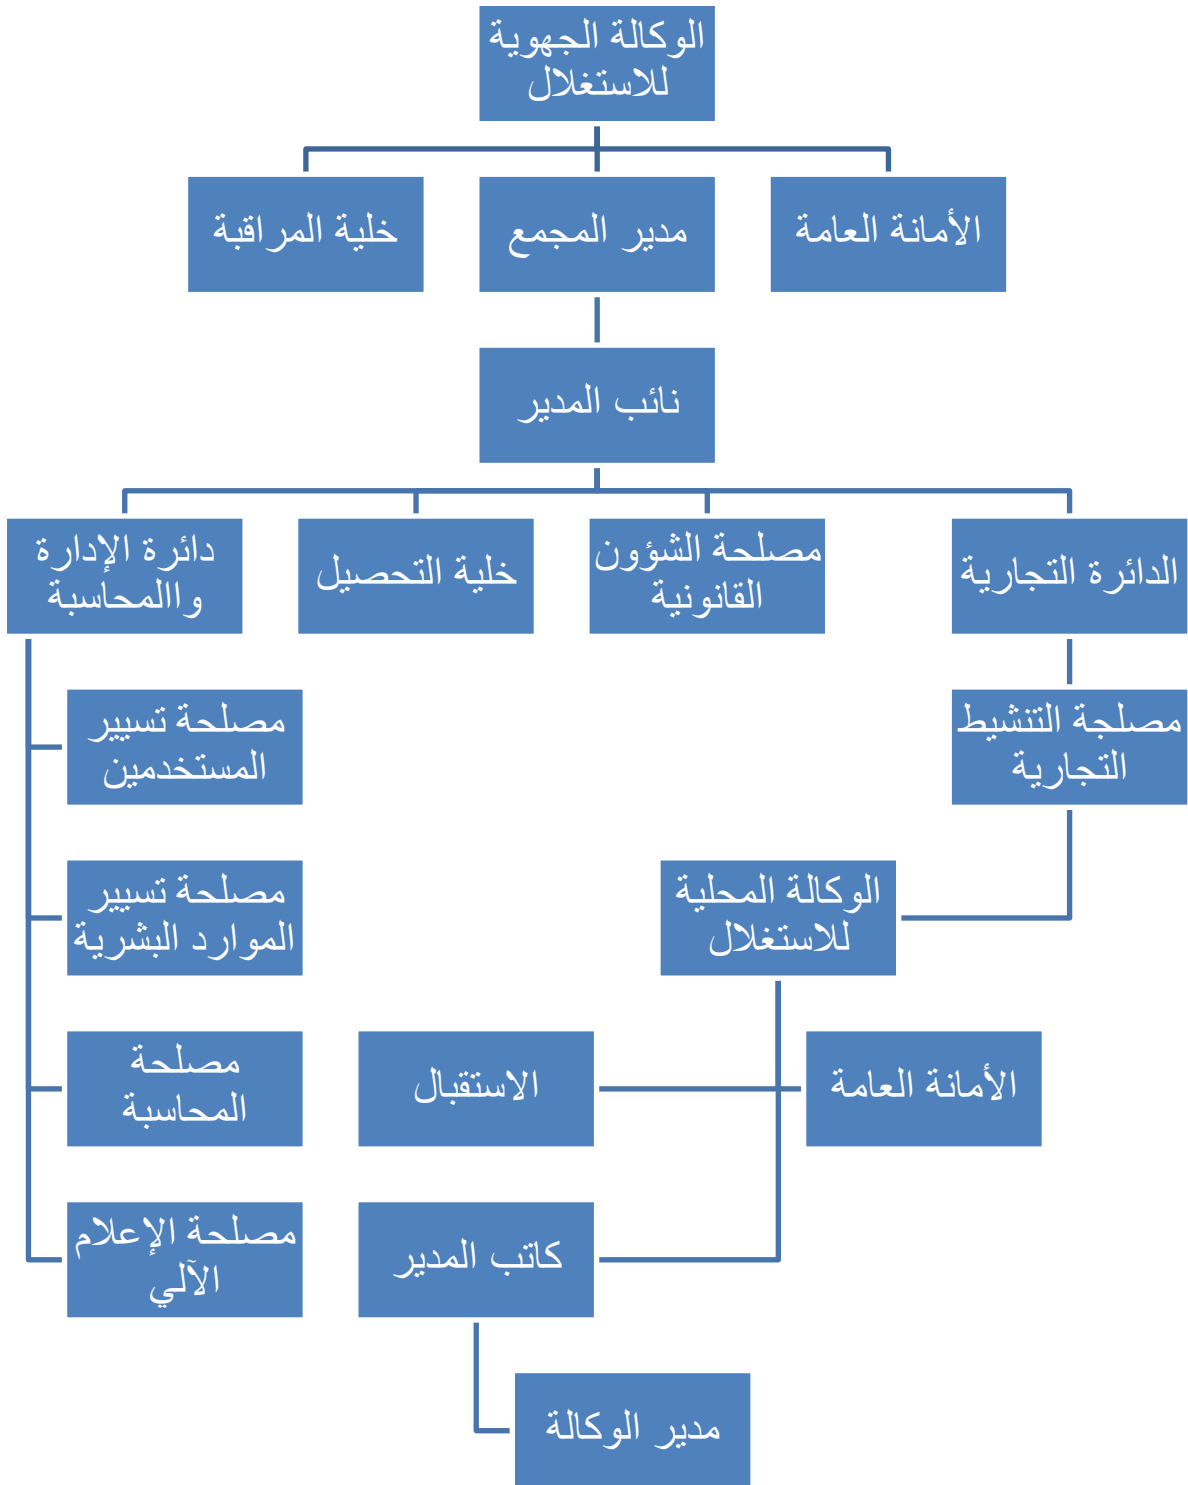 الوكالة الجهوية
للاستغلال
الأمانة العامة
مدير المجمع
خلية المراقبة
نائب المدير
الدائرة التجارية
مصلحة الشؤون
القانونية
خلية التحصيل
دائرة الإدارة
واالمحاسبة
مصلجة التنشيط
التجارية
مصلحة تسيير
المستخدمين
الوكالة المحلية
للاستغلال
مصلحة تسيير
الموارد البشرية
الأمانة العامة
الاستقبال
مصلحة
المحاسبة
كاتب المدير
مصلحة الإعلام
الآلي
مدير الوكالة